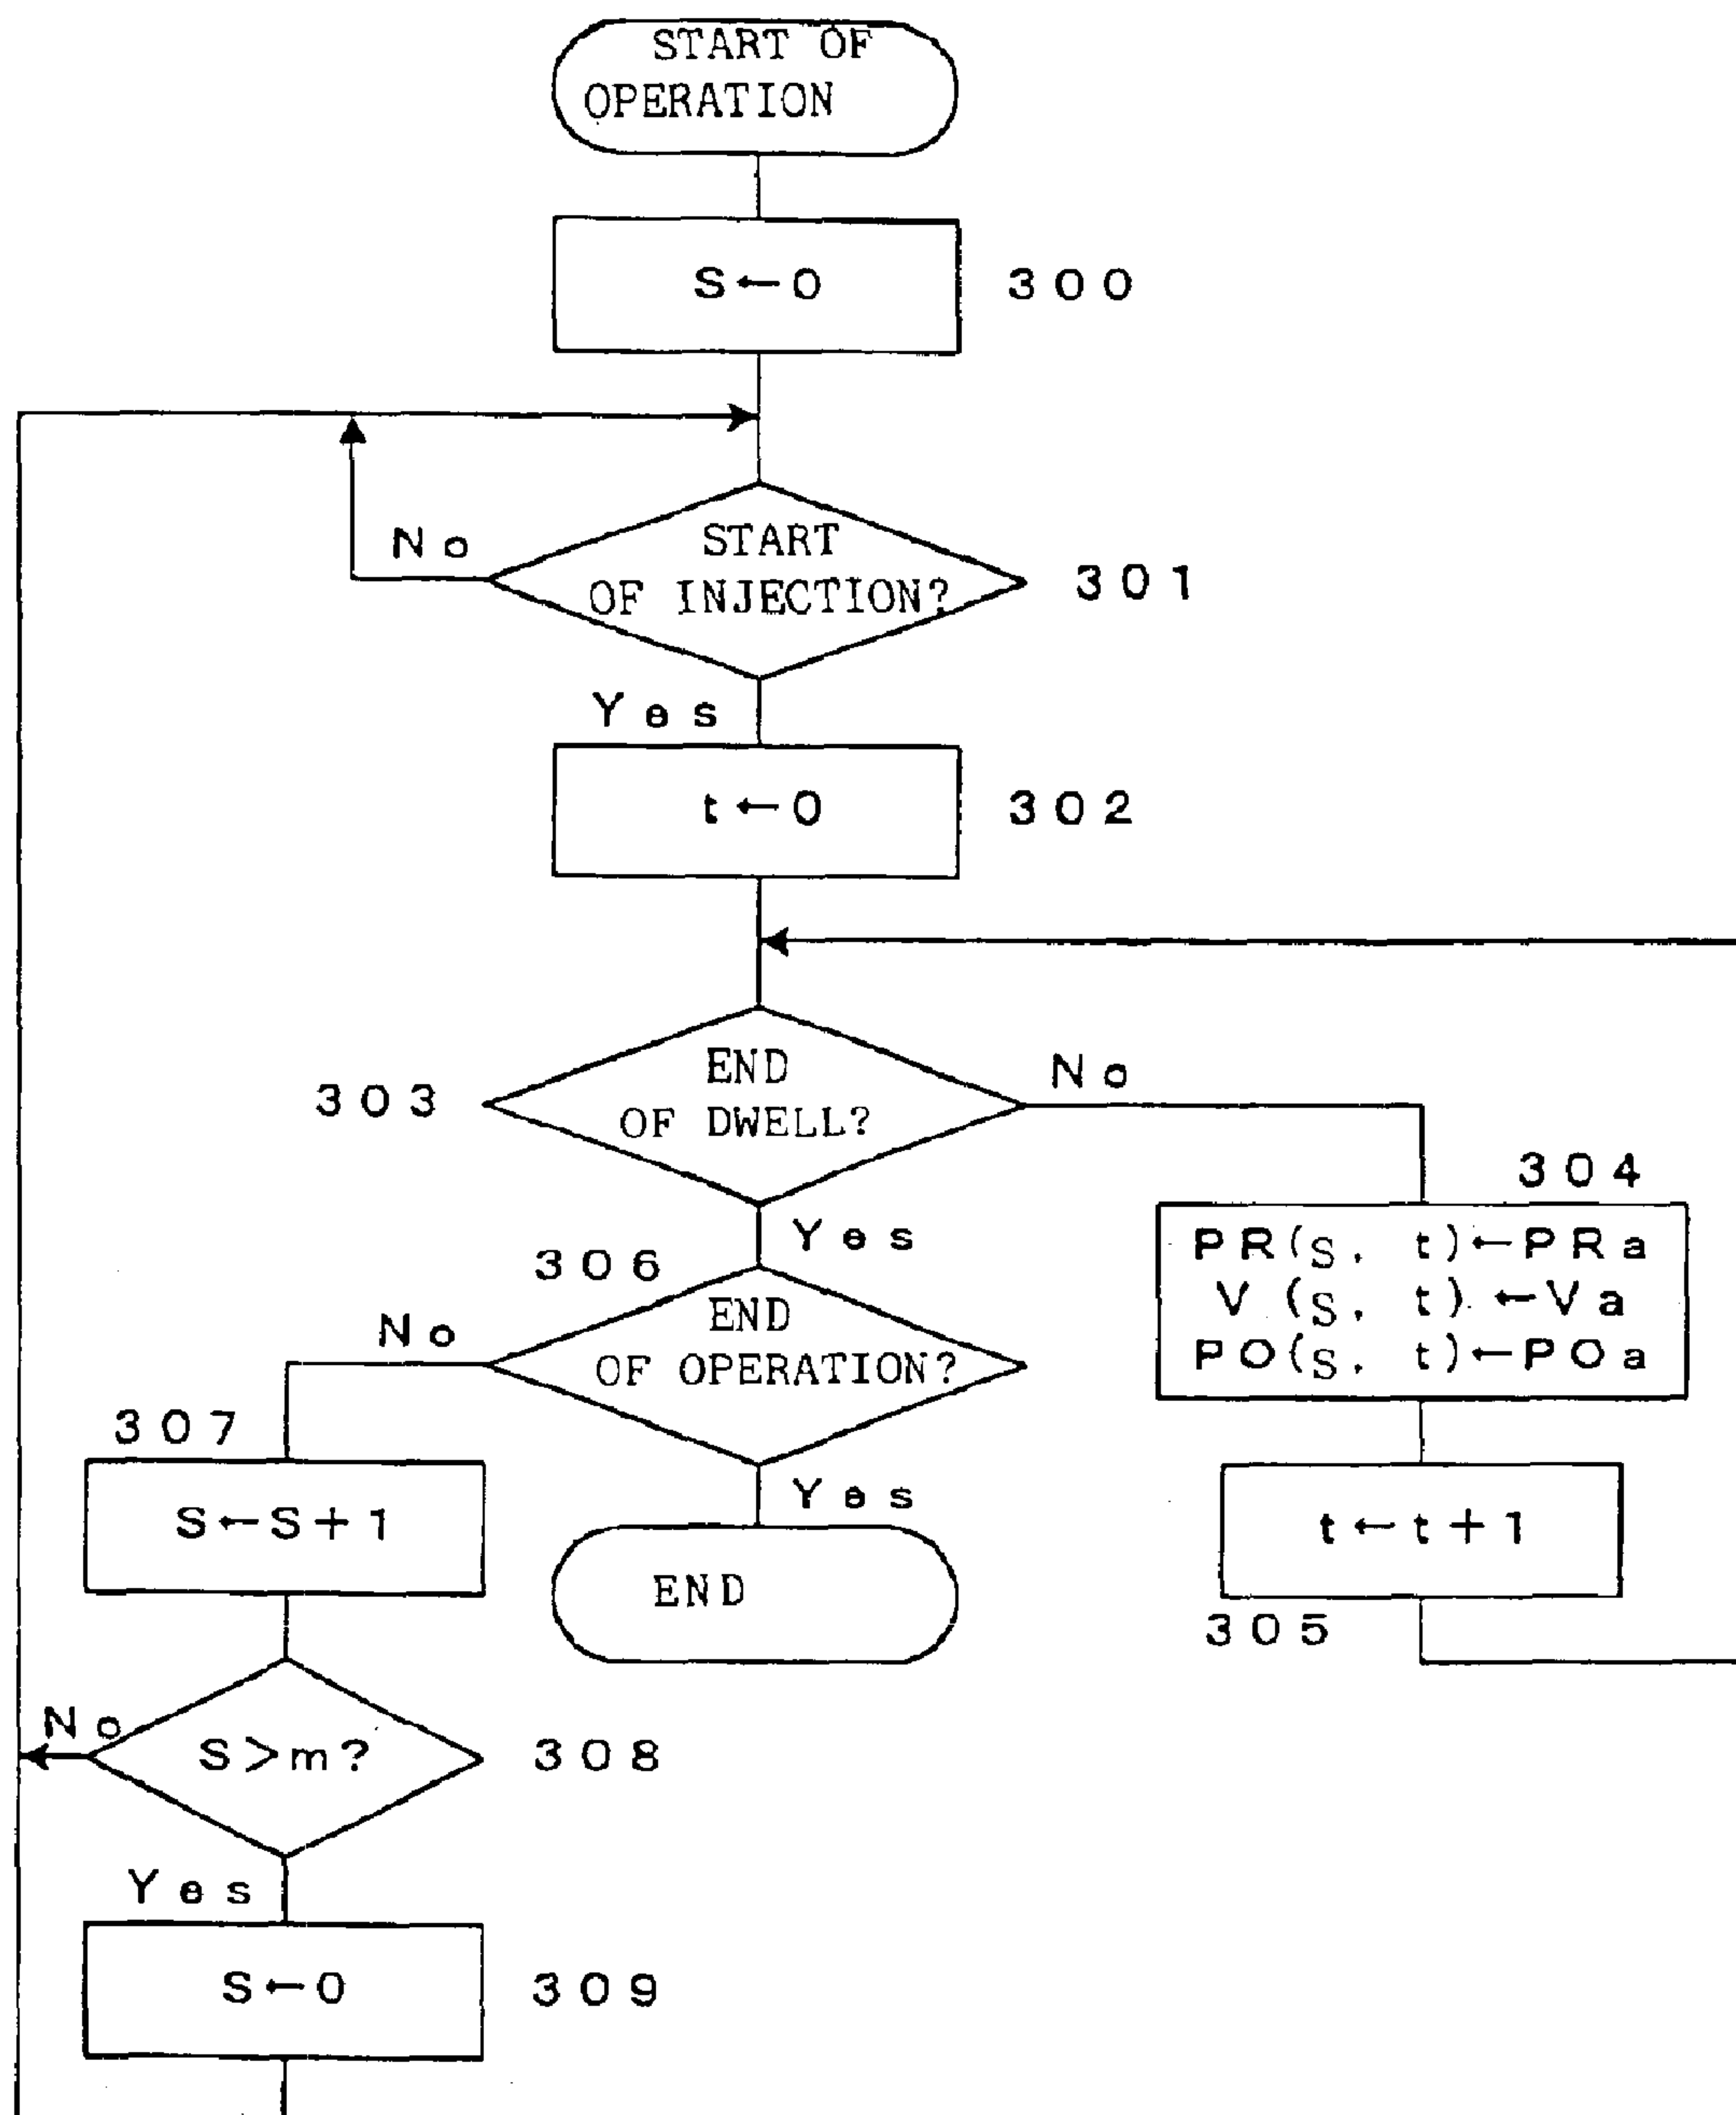 START OF
OPERATION
S←0
300
No
START
OF INJECTION?
301
Yes
t←0
302
303
END
OF DWELL?
No
304
PR(S, t)←PRa
V (S, t)←Va
PO(S, t)←POa
Yes
306
END
OF OPERATION?
No
307
S←S+1
Yes
END
t←t+1
305
No
S>m?
308
Yes
S←0
309